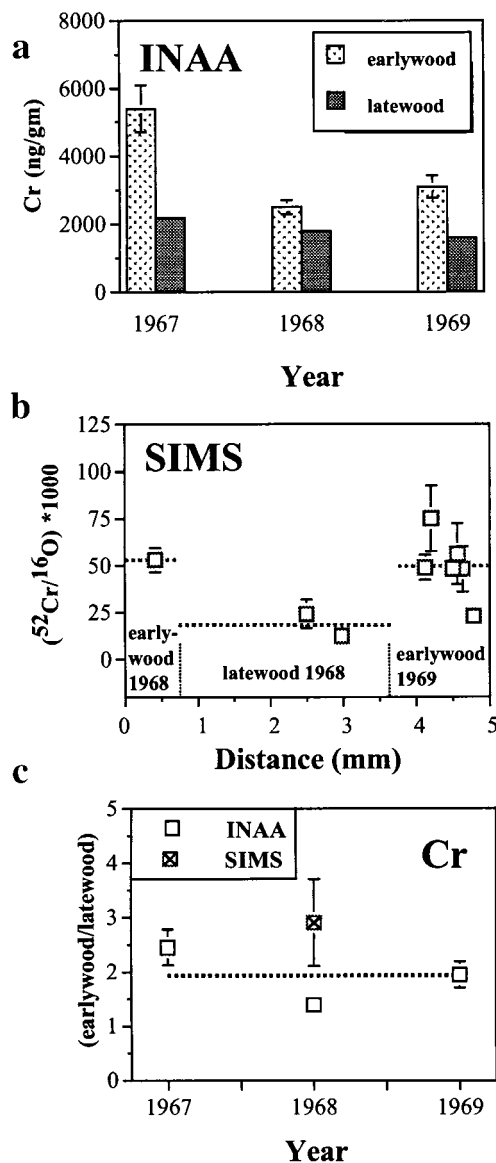 a
INAA
earlywood
latewood
8000
6000
4000
2000
0
Cr (ng/gm)
1967 1968 1969
Year
b
SIMS
125
100
75
50
25
0
(⁵²Cr/¹⁶O) *1000
early-
wood
1968
latewood 1968
earlywood
1969
0 1 2 3 4 5
Distance (mm)
c
INAA
SIMS
Cr
5
4
3
2
1
0
(earlywood/latewood)
1967 1968 1969
Year